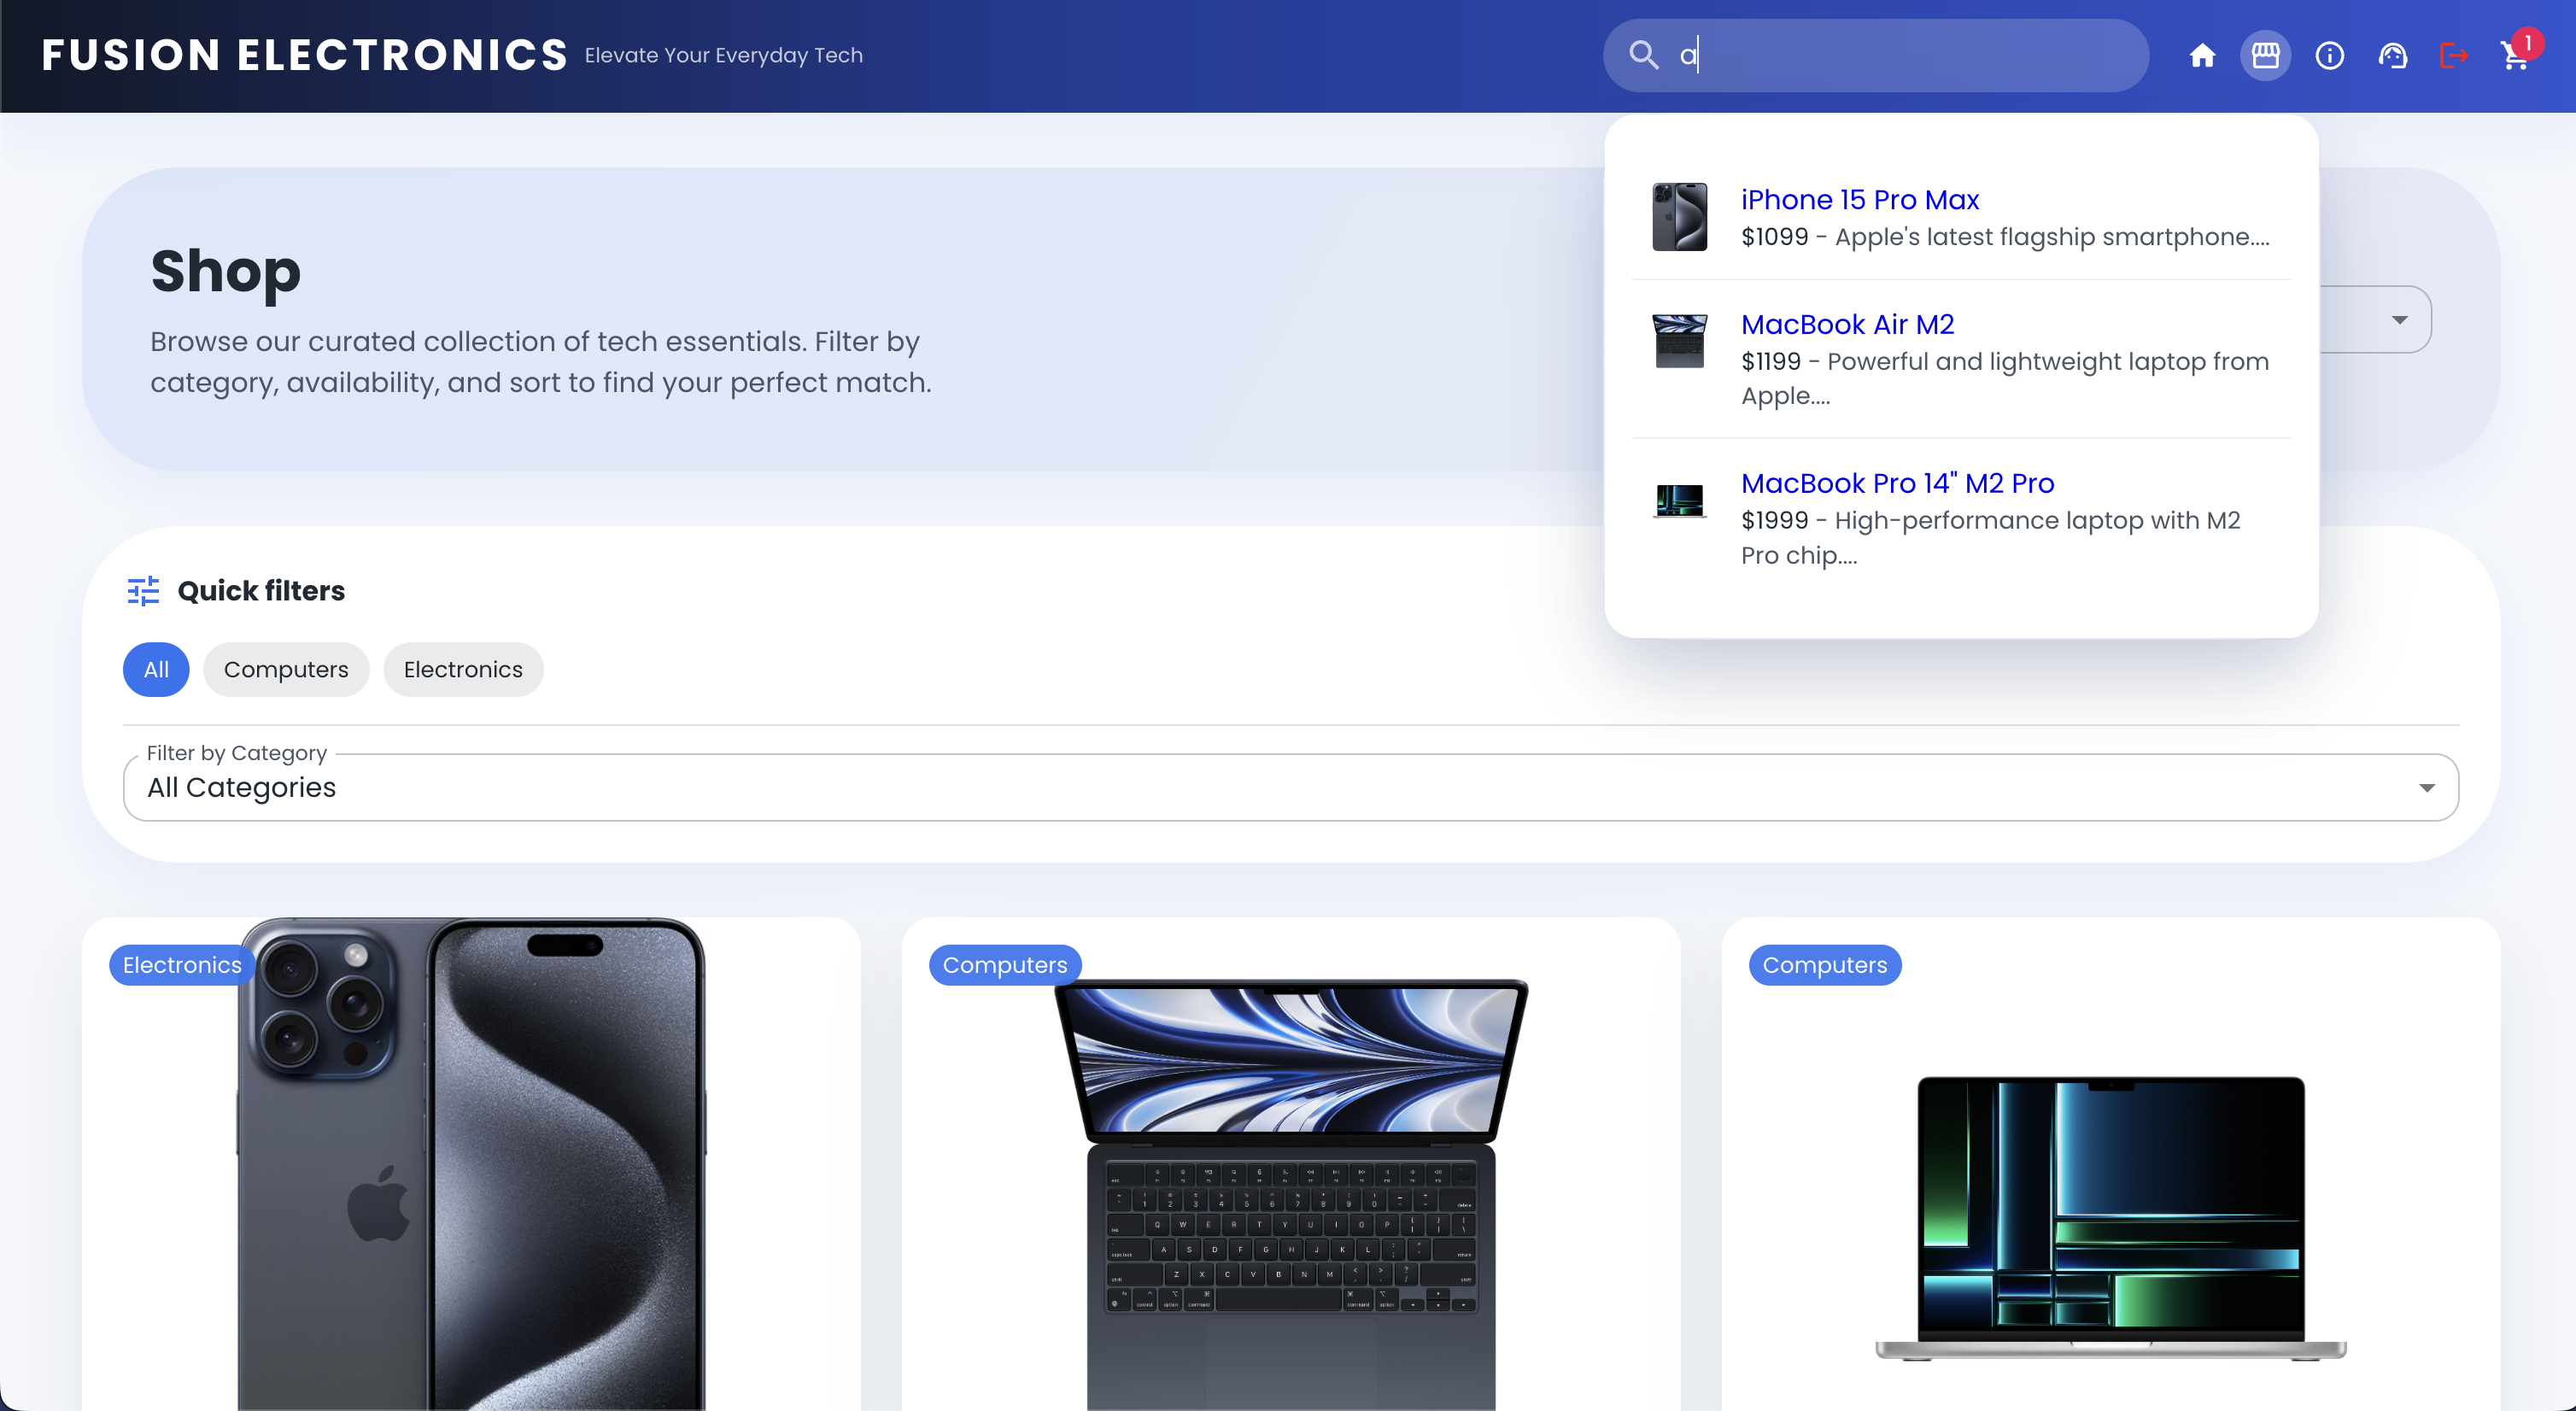 FUSION ELECTRONICS
Elevate Your Everyday Tech
a
1
iPhone 15 Pro Max
$1099 - Apple's latest flagship smartphone....
MacBook Air M2
$1199 - Powerful and lightweight laptop from
Apple....
MacBook Pro 14" M2 Pro
$1999 - High-performance laptop with M2
Pro chip....
Shop
Browse our curated collection of tech essentials. Filter by
category, availability, and sort to find your perfect match.
Quick filters
All
Computers
Electronics
Filter by Category
All Categories
Electronics
Computers
Computers
Q W E R T Y U I O P
A S D F G H J K L
Z X C V B N M